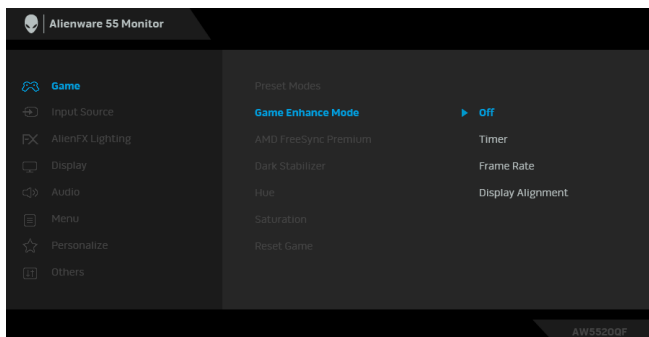 Alienware 55 Monitor
Game
Input Source
AlienFX Lighting
Display
Audio
Menu
Personalize
Others
Preset Modes
Game Enhance Mode
AMD FreeSync Premium
Dark Stabilizer
Hue
Saturation
Reset Game
Off
Timer
Frame Rate
Display Alignment
AW5520QF